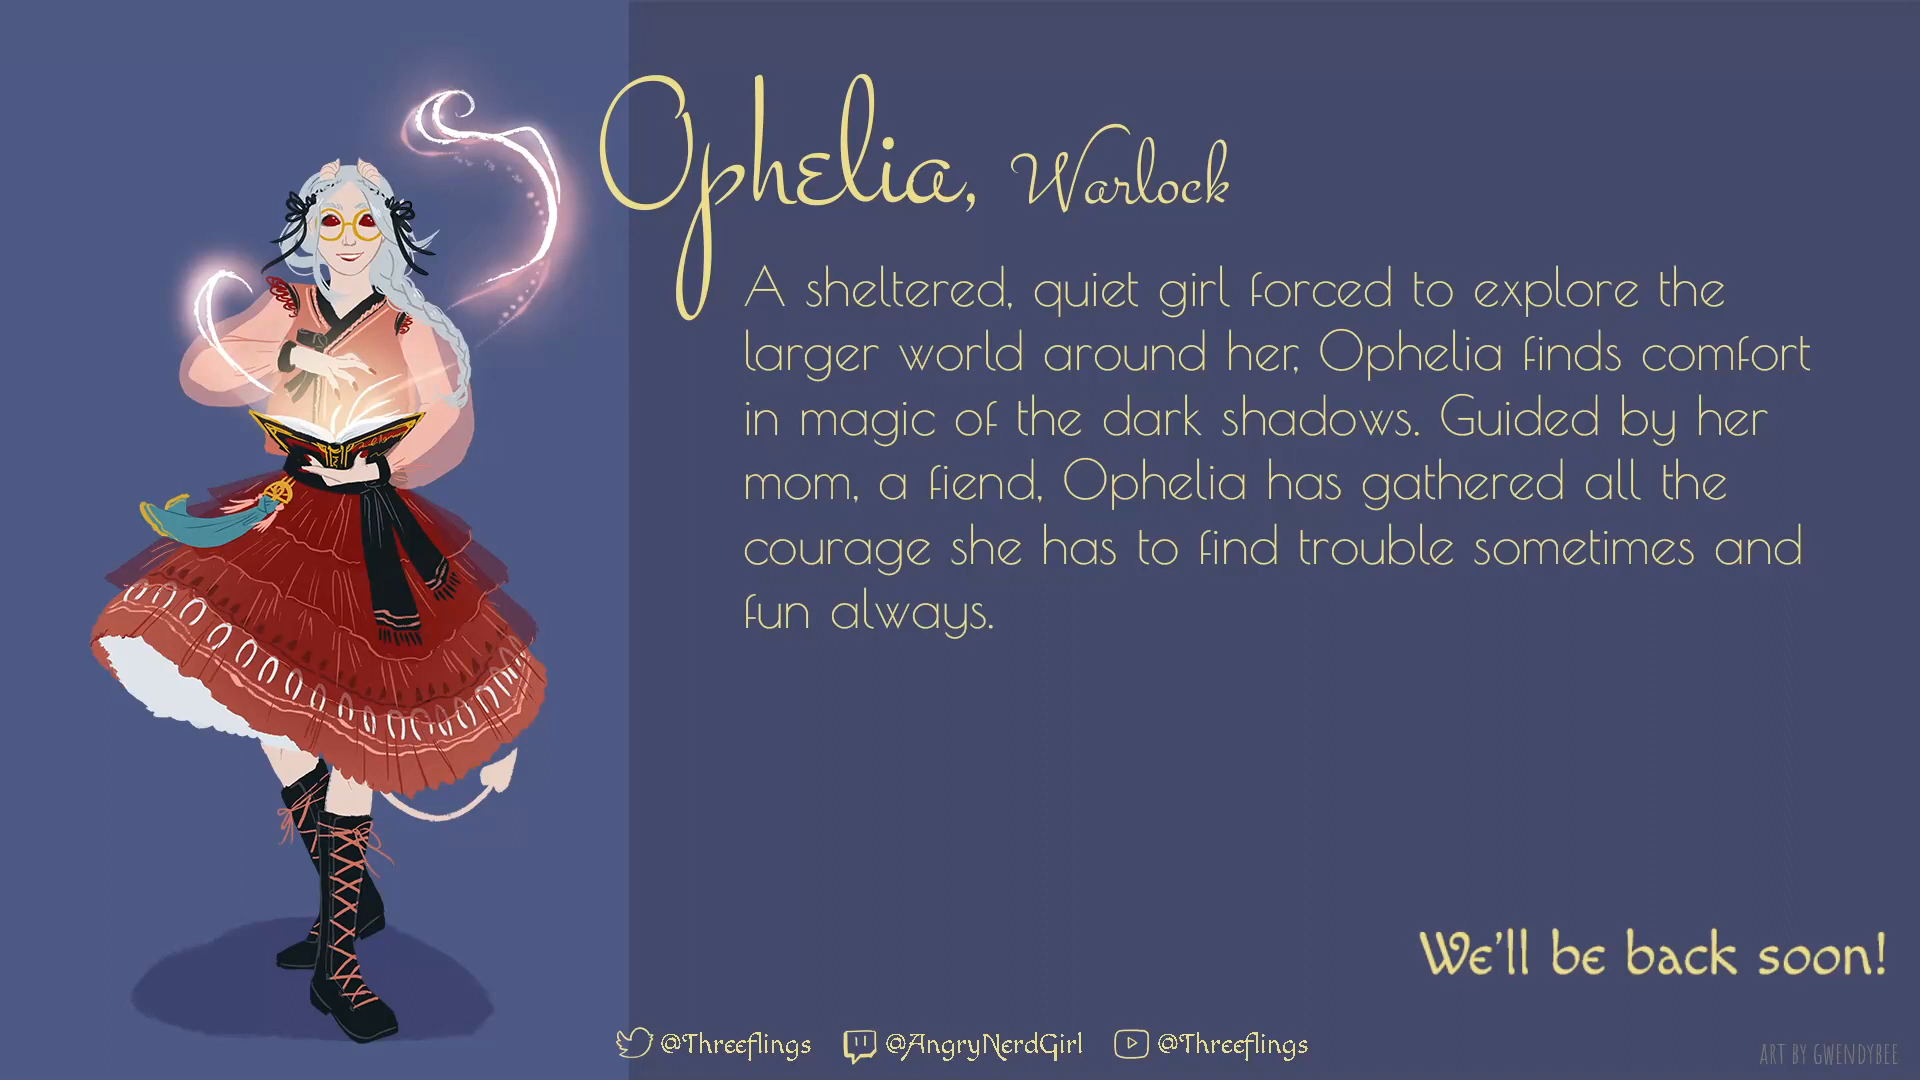 Ophelia, Warlock
A sheltered, quiet girl forced to explore the
larger world around her, Ophelia finds comfort
in magic of the dark shadows. Guided by her
mom, a fiend, Ophelia has gathered all the
courage she has to find trouble sometimes and
fun always.
We'll be back soon!
@Threeflings @AngryNerdGirl @Threeflings
ART BY GWENDYBEE